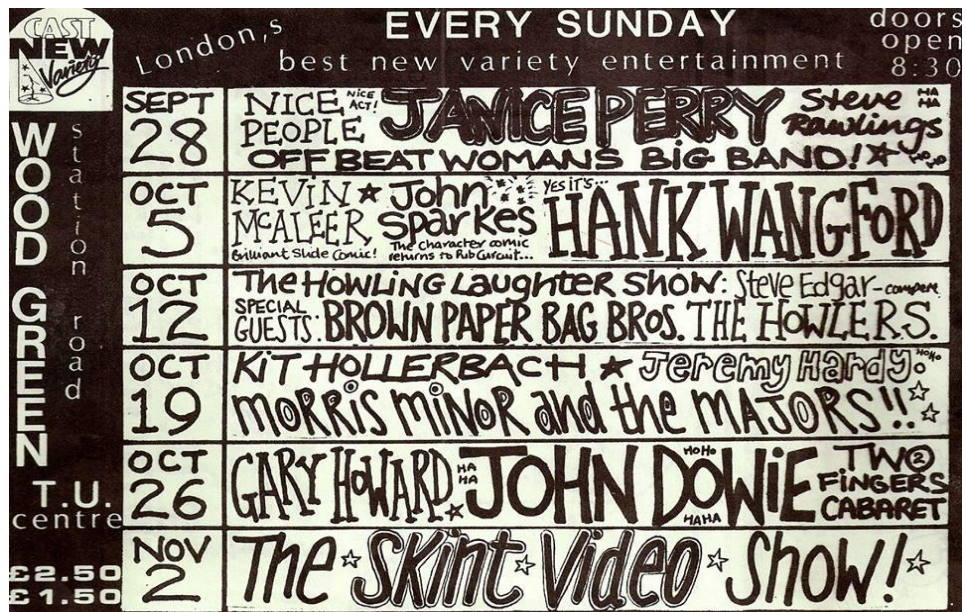 CAST
NEW
Variety
London,s
EVERY SUNDAY
best new variety entertainment
doors
open
8:30
WOOD GREEN
station road
T.U.
centre
£2.50
£1.50
SEPT
28
NICE
PEOPLE
NICE
ACT!
JANICE PERRY
Steve
Rawlings
HA
HA
OFF BEAT WOMANS BIG BAND!
OCT
5
KEVIN
McALEER,
Brilliant Slide Comic!
John
Sparkes
The character comic
returns to Pub Circuit...
YES IT'S...
HANK WANGFORD
OCT
12
The HOWLING LAUGHTER SHOW: Steve Edgar-compere.
SPECIAL
GUESTS: BROWN PAPER BAG BROS. THE HOWLERS.
OCT
19
KIT HOLLERBACH ★ Jeremy Hardy.
HoHo
MORRIS MINOR and the MAJORS!!
OCT
26
GARY HOWARD,
HA
HA
JOHN DOWIE
HoHo
HAHA
TWO 2
FINGERS
CABARET
NOV
2
The ☆ SKint Video ☆ Show!